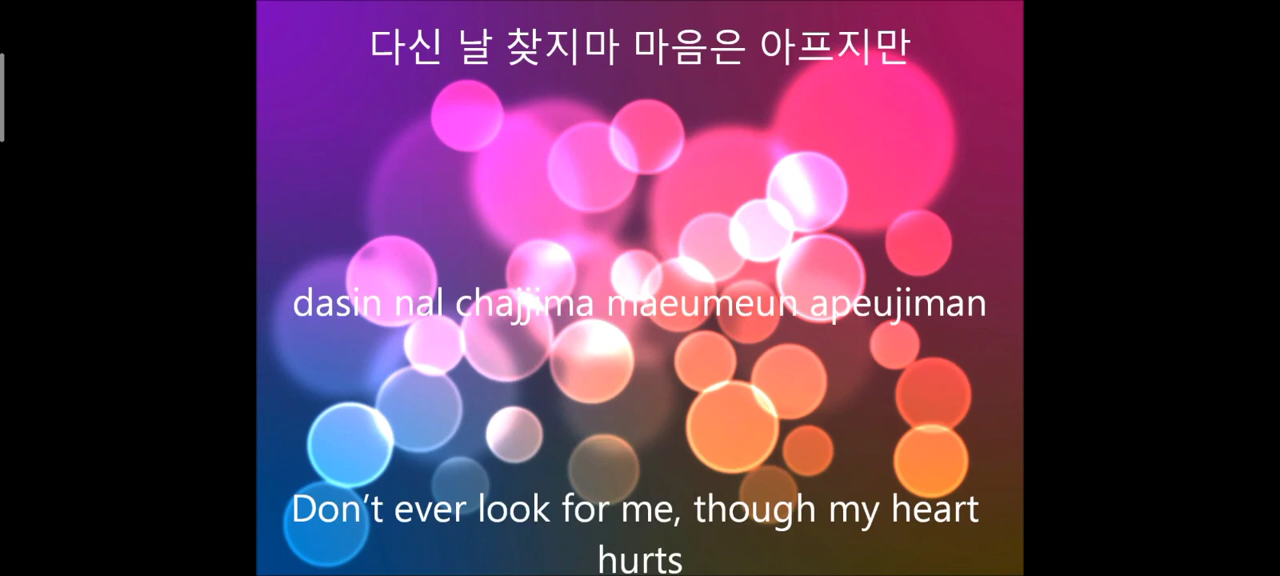 다신 날 찾지마 마음은 아프지만
dasin nal chajjima maeumeun apeujiman
Don’t ever look for me, though my heart
hurts